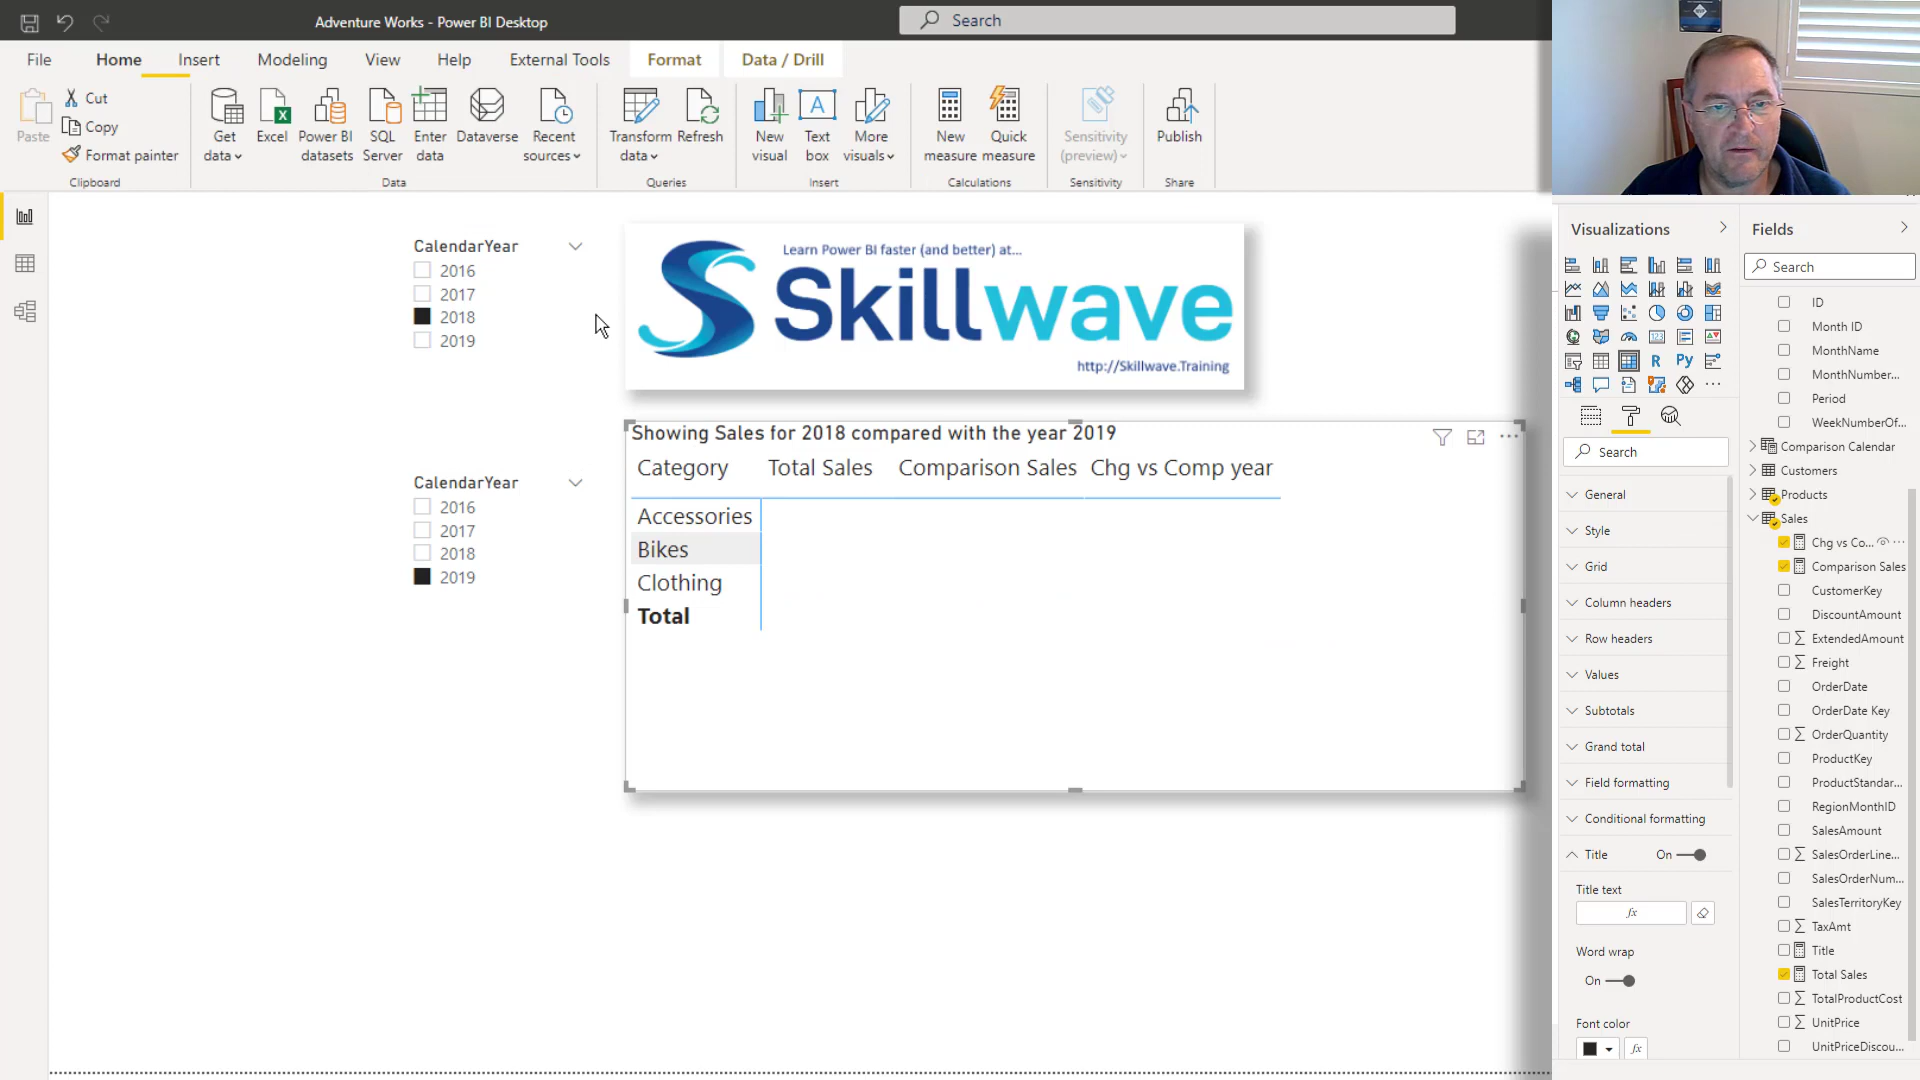 Adventure Works - Power BI Desktop
Search
File Home Insert Modeling View Help External Tools Format Data / Drill
Paste
Cut
Copy
Format painter
Clipboard
Get data
Excel
Power BI datasets
SQL Server
Enter data
Dataverse
Recent sources
Data
Transform data
Refresh
Queries
New visual
Text box
More visuals
Insert
New measure
Quick measure
Calculations
Sensitivity (preview)
Sensitivity
Publish
Share
CalendarYear
2016
2017
2018
2019
Learn Power BI faster (and better) at...
Skillwave
http://Skillwave.Training
CalendarYear
2016
2017
2018
2019
Showing Sales for 2018 compared with the year 2019
Category Total Sales Comparison Sales Chg vs Comp year
Accessories
Bikes
Clothing
Total
Visualizations
R Py
123
Search
General
Style
Grid
Column headers
Row headers
Values
Subtotals
Grand total
Field formatting
Conditional formatting
Title On
Title text
fx
Word wrap
On
Font color
fx
Fields
Search
ID
Month ID
MonthName
MonthNumber...
Period
WeekNumberOf...
Comparison Calendar
Customers
Products
Sales
Chg vs Co...
Comparison Sales
CustomerKey
DiscountAmount
ExtendedAmount
Freight
OrderDate
OrderDate Key
OrderQuantity
ProductKey
ProductStandar...
RegionMonthID
SalesAmount
SalesOrderLine...
SalesOrderNum...
SalesTerritoryKey
TaxAmt
Title
Total Sales
TotalProductCost
UnitPrice
UnitPriceDiscou...